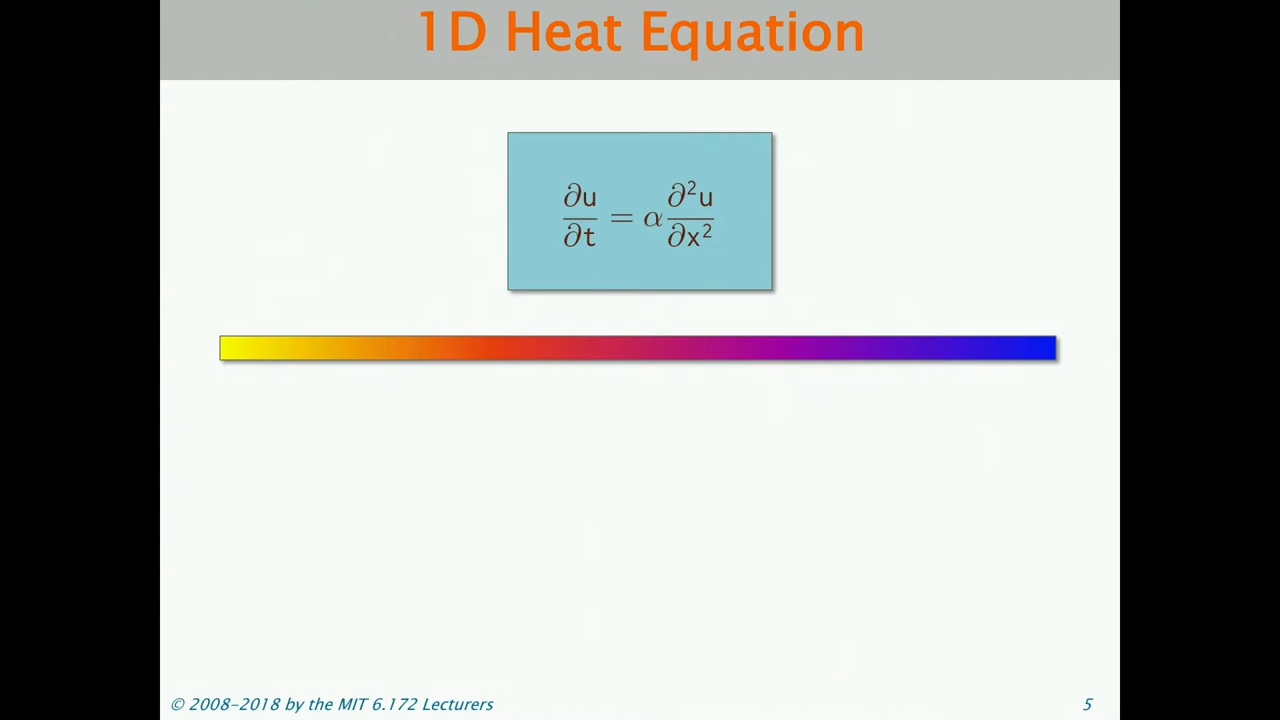 1D Heat Equation
∂u/∂t = α ∂²u/∂x²
© 2008–2018 by the MIT 6.172 Lecturers
5